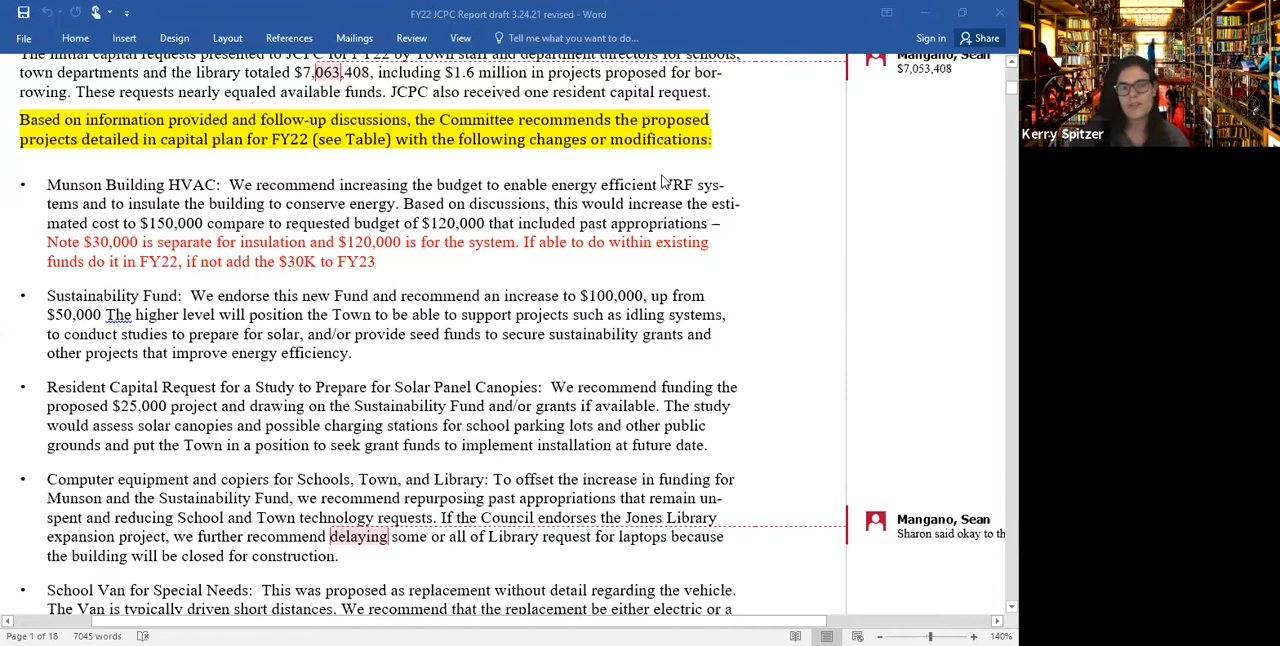 FY22 JCPC Report draft 3.24.21 revised - Word
File Home Insert Design Layout References Mailings Review View Tell me what you want to do... Sign in Share
The initial capital requests presented to JCPC by Town staff and department directors for schools,
town departments and the library totaled $7,063,408, including $1.6 million in projects proposed for bor-
rowing. These requests nearly equaled available funds. JCPC also received one resident capital request.
Based on information provided and follow-up discussions, the Committee recommends the proposed
projects detailed in capital plan for FY22 (see Table) with the following changes or modifications:
• Munson Building HVAC: We recommend increasing the budget to enable energy efficient VRF sys-
tems and to insulate the building to conserve energy. Based on discussions, this would increase the esti-
mated cost to $150,000 compare to requested budget of $120,000 that included past appropriations –
Note $30,000 is separate for insulation and $120,000 is for the system. If able to do within existing
funds do it in FY22, if not add the $30K to FY23
• Sustainability Fund: We endorse this new Fund and recommend an increase to $100,000, up from
$50,000 The higher level will position the Town to be able to support projects such as idling systems,
to conduct studies to prepare for solar, and/or provide seed funds to secure sustainability grants and
other projects that improve energy efficiency.
• Resident Capital Request for a Study to Prepare for Solar Panel Canopies: We recommend funding the
proposed $25,000 project and drawing on the Sustainability Fund and/or grants if available. The study
would assess solar canopies and possible charging stations for school parking lots and other public
grounds and put the Town in a position to seek grant funds to implement installation at future date.
• Computer equipment and copiers for Schools, Town, and Library: To offset the increase in funding for
Munson and the Sustainability Fund, we recommend repurposing past appropriations that remain un-
spent and reducing School and Town technology requests. If the Council endorses the Jones Library
expansion project, we further recommend delaying some or all of Library request for laptops because
the building will be closed for construction.
• School Van for Special Needs: This was proposed as replacement without detail regarding the vehicle.
The Van is typically driven short distances. We recommend that the replacement be either electric or a
Mangano, Sean
$7,053,408
Mangano, Sean
Sharon said okay to th
Kerry Spitzer
Page 1 of 18 7045 words 140%